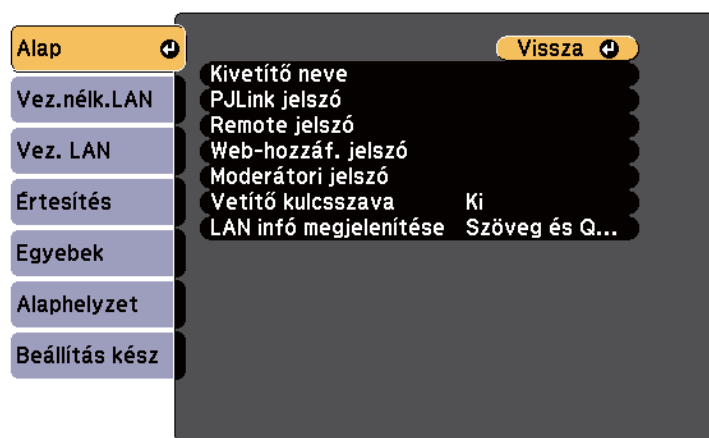 Alap
Vez.nélk.LAN
Vez. LAN
Értesítés
Egyebek
Alaphelyzet
Beállítás kész
Vissza
Kivetítő neve
PJLink jelszó
Remote jelszó
Web-hozzáf. jelszó
Moderátori jelszó
Vetítő kulcsszava Ki
LAN infó megjelenítése Szöveg és Q...